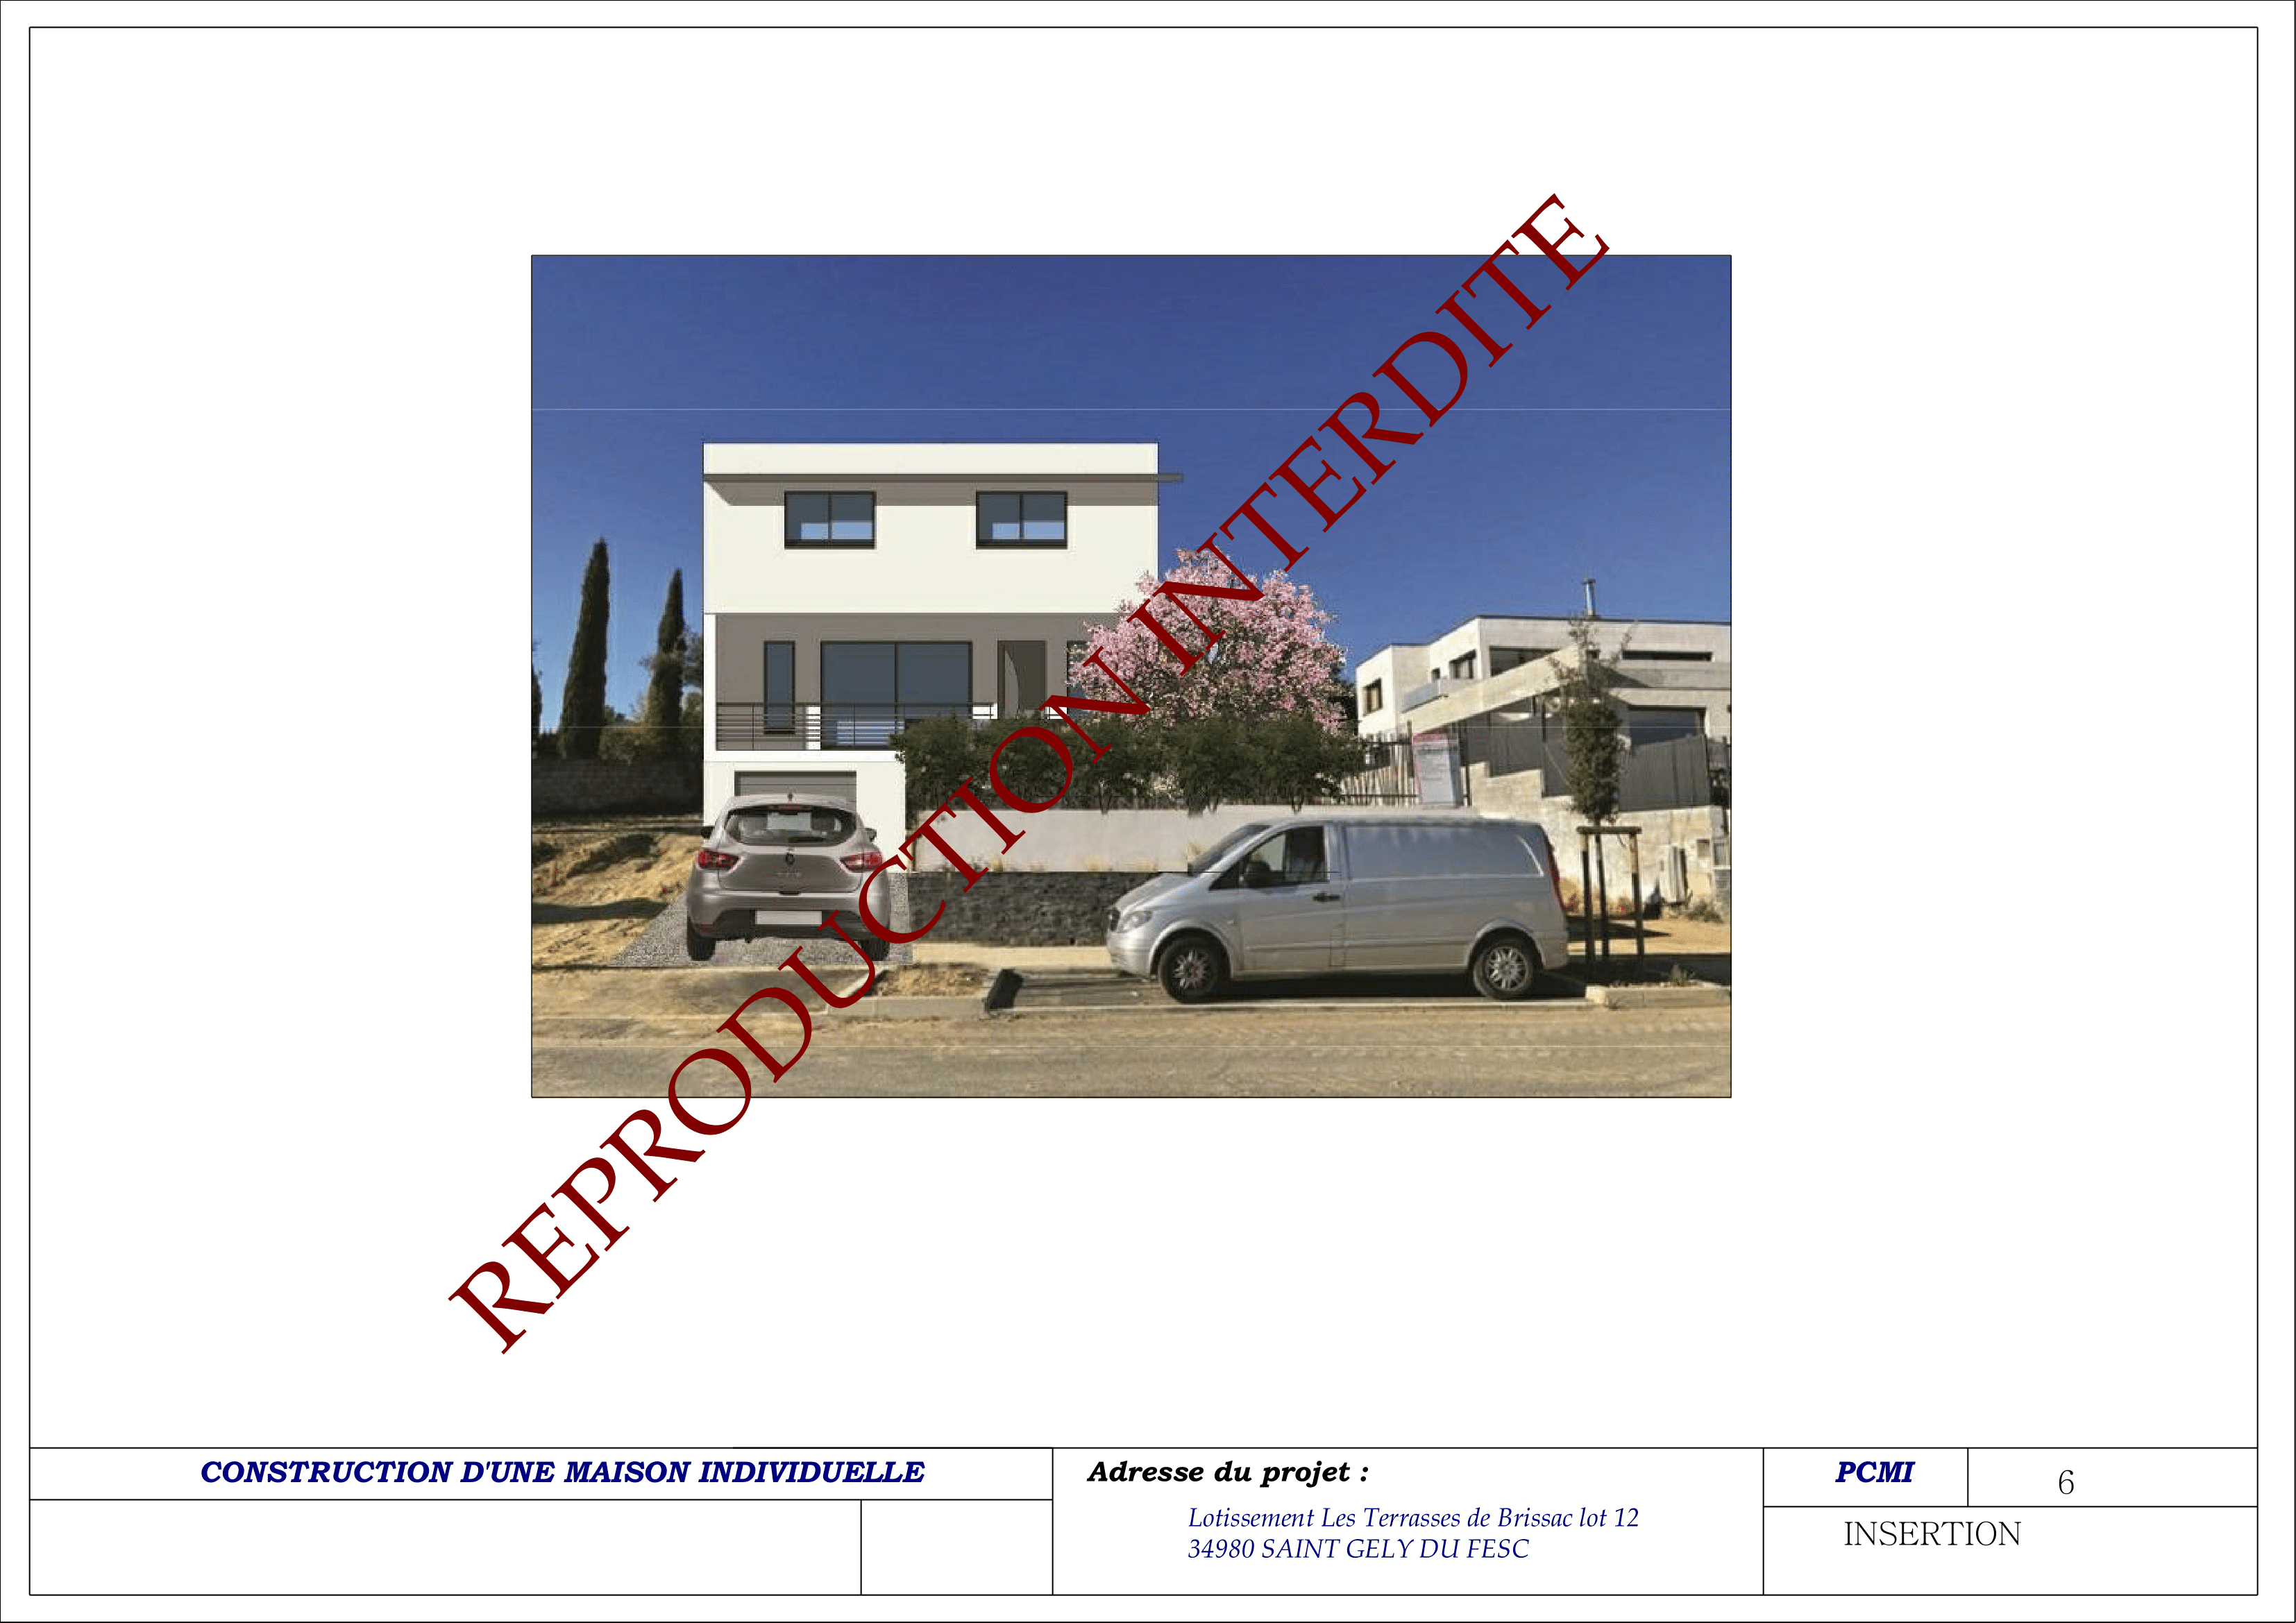 REPRODUCTION INTERDITE
CONSTRUCTION D'UNE MAISON INDIVIDUELLE
Adresse du projet :
Lotissement Les Terrasses de Brissac lot 12
34980 SAINT GELY DU FESC
PCMI
6
INSERTION